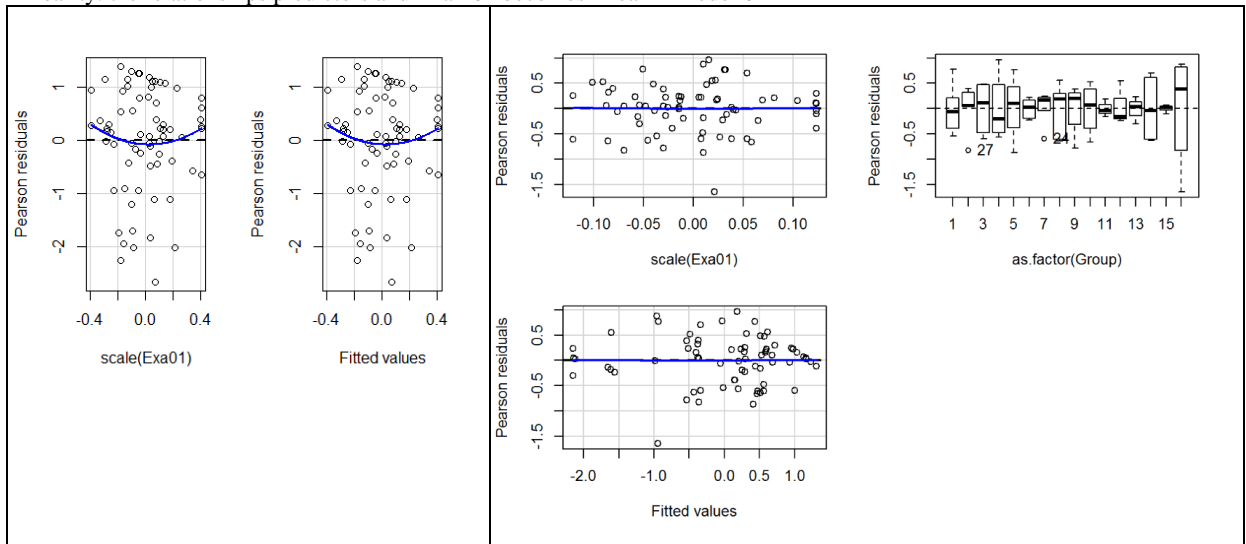 1
0
-1
-2
Pearson residuals
-0.4 0.0 0.4
scale(Exa01)
1
0
-1
-2
Pearson residuals
-0.4 0.0 0.4
Fitted values
0.5
-0.5
-1.5
Pearson residuals
-0.10 -0.05 0.00 0.05 0.10
scale(Exa01)
0.5
-0.5
-1.5
Pearson residuals
27
24
1 3 5 7 9 11 13 15
as.factor(Group)
0.5
-0.5
-1.5
Pearson residuals
-2.0 -1.0 0.0 0.5 1.0
Fitted values